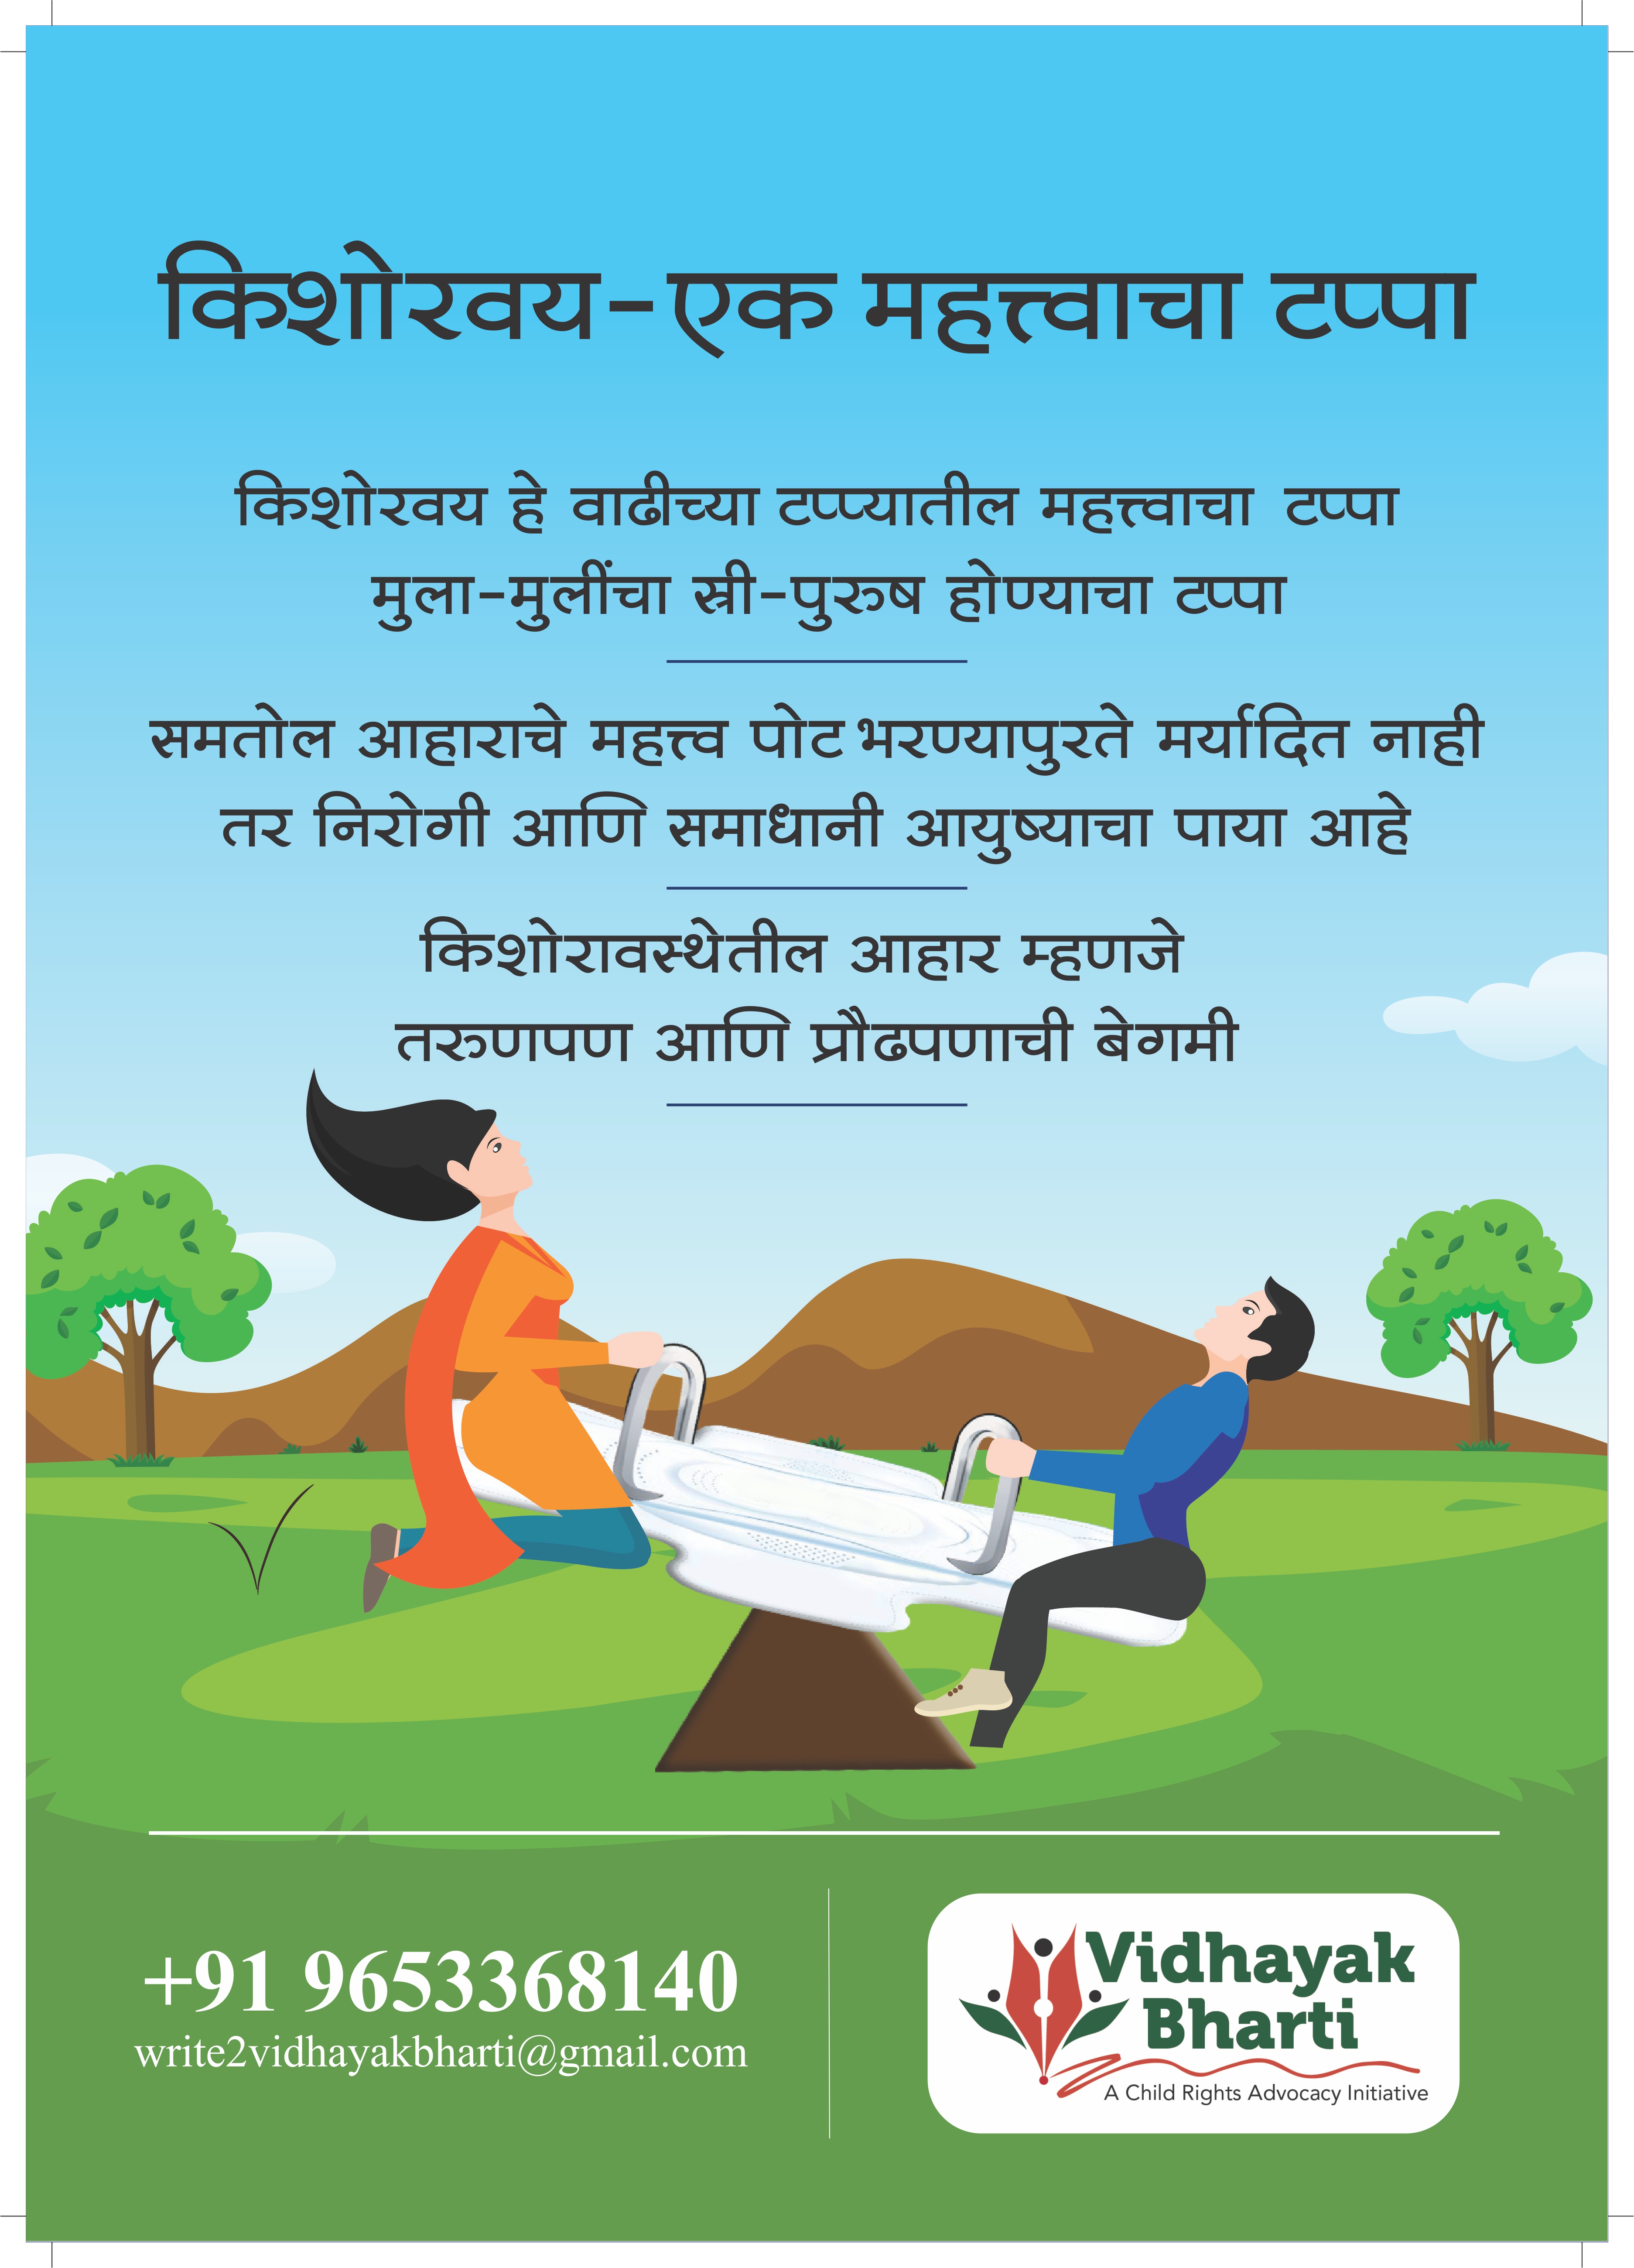 किशोरवय-एक महत्त्वाचा टप्पा
किशोरवय हे वाढीच्या टप्प्यातील महत्त्वाचा टप्पा
मुला-मुलींचा स्त्री-पुरुष होण्याचा टप्पा
समतोल आहाराचे महत्त्व पोट भरण्यापुरते मर्यादित नाही
तर निरोगी आणि समाधानी आयुष्याचा पाया आहे
किशोरावस्थेतील आहार म्हणजे
तरुणपण आणि प्रौढपणाची बेगमी
+91 9653368140
write2vidhayakbharti@gmail.com
Vidhayak
Bharti
A Child Rights Advocacy Initiative